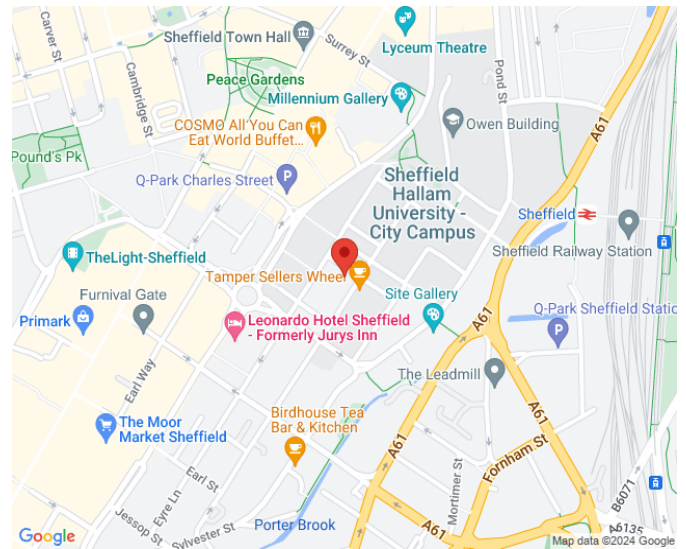 Carver St
Cambridge St
Sheffield Town Hall
Surrey St
Lyceum Theatre
Pond St
Peace Gardens
Millennium Gallery
A61
COSMO All You Can
Eat World Buffet...
Owen Building
Pound's Pk
Q-Park Charles Street
Sheffield
Hallam
University -
City Campus
Sheffield
Sheffield Railway Station
TheLight-Sheffield
Tamper Sellers Wheel
Furnival Gate
Site Gallery
Q-Park Sheffield Statio
Primark
Leonardo Hotel Sheffield
- Formerly Jurys Inn
A61
Earl Way
The Leadmill
A61
The Moor
Market Sheffield
Birdhouse Tea
Bar & Kitchen
A61
Fornham St
Earl St
Eyre Ln
Mortimer St
B6071
Jessop St
Sylvester St
Porter Brook
A61
A6135
Google
Map data ©2024 Google